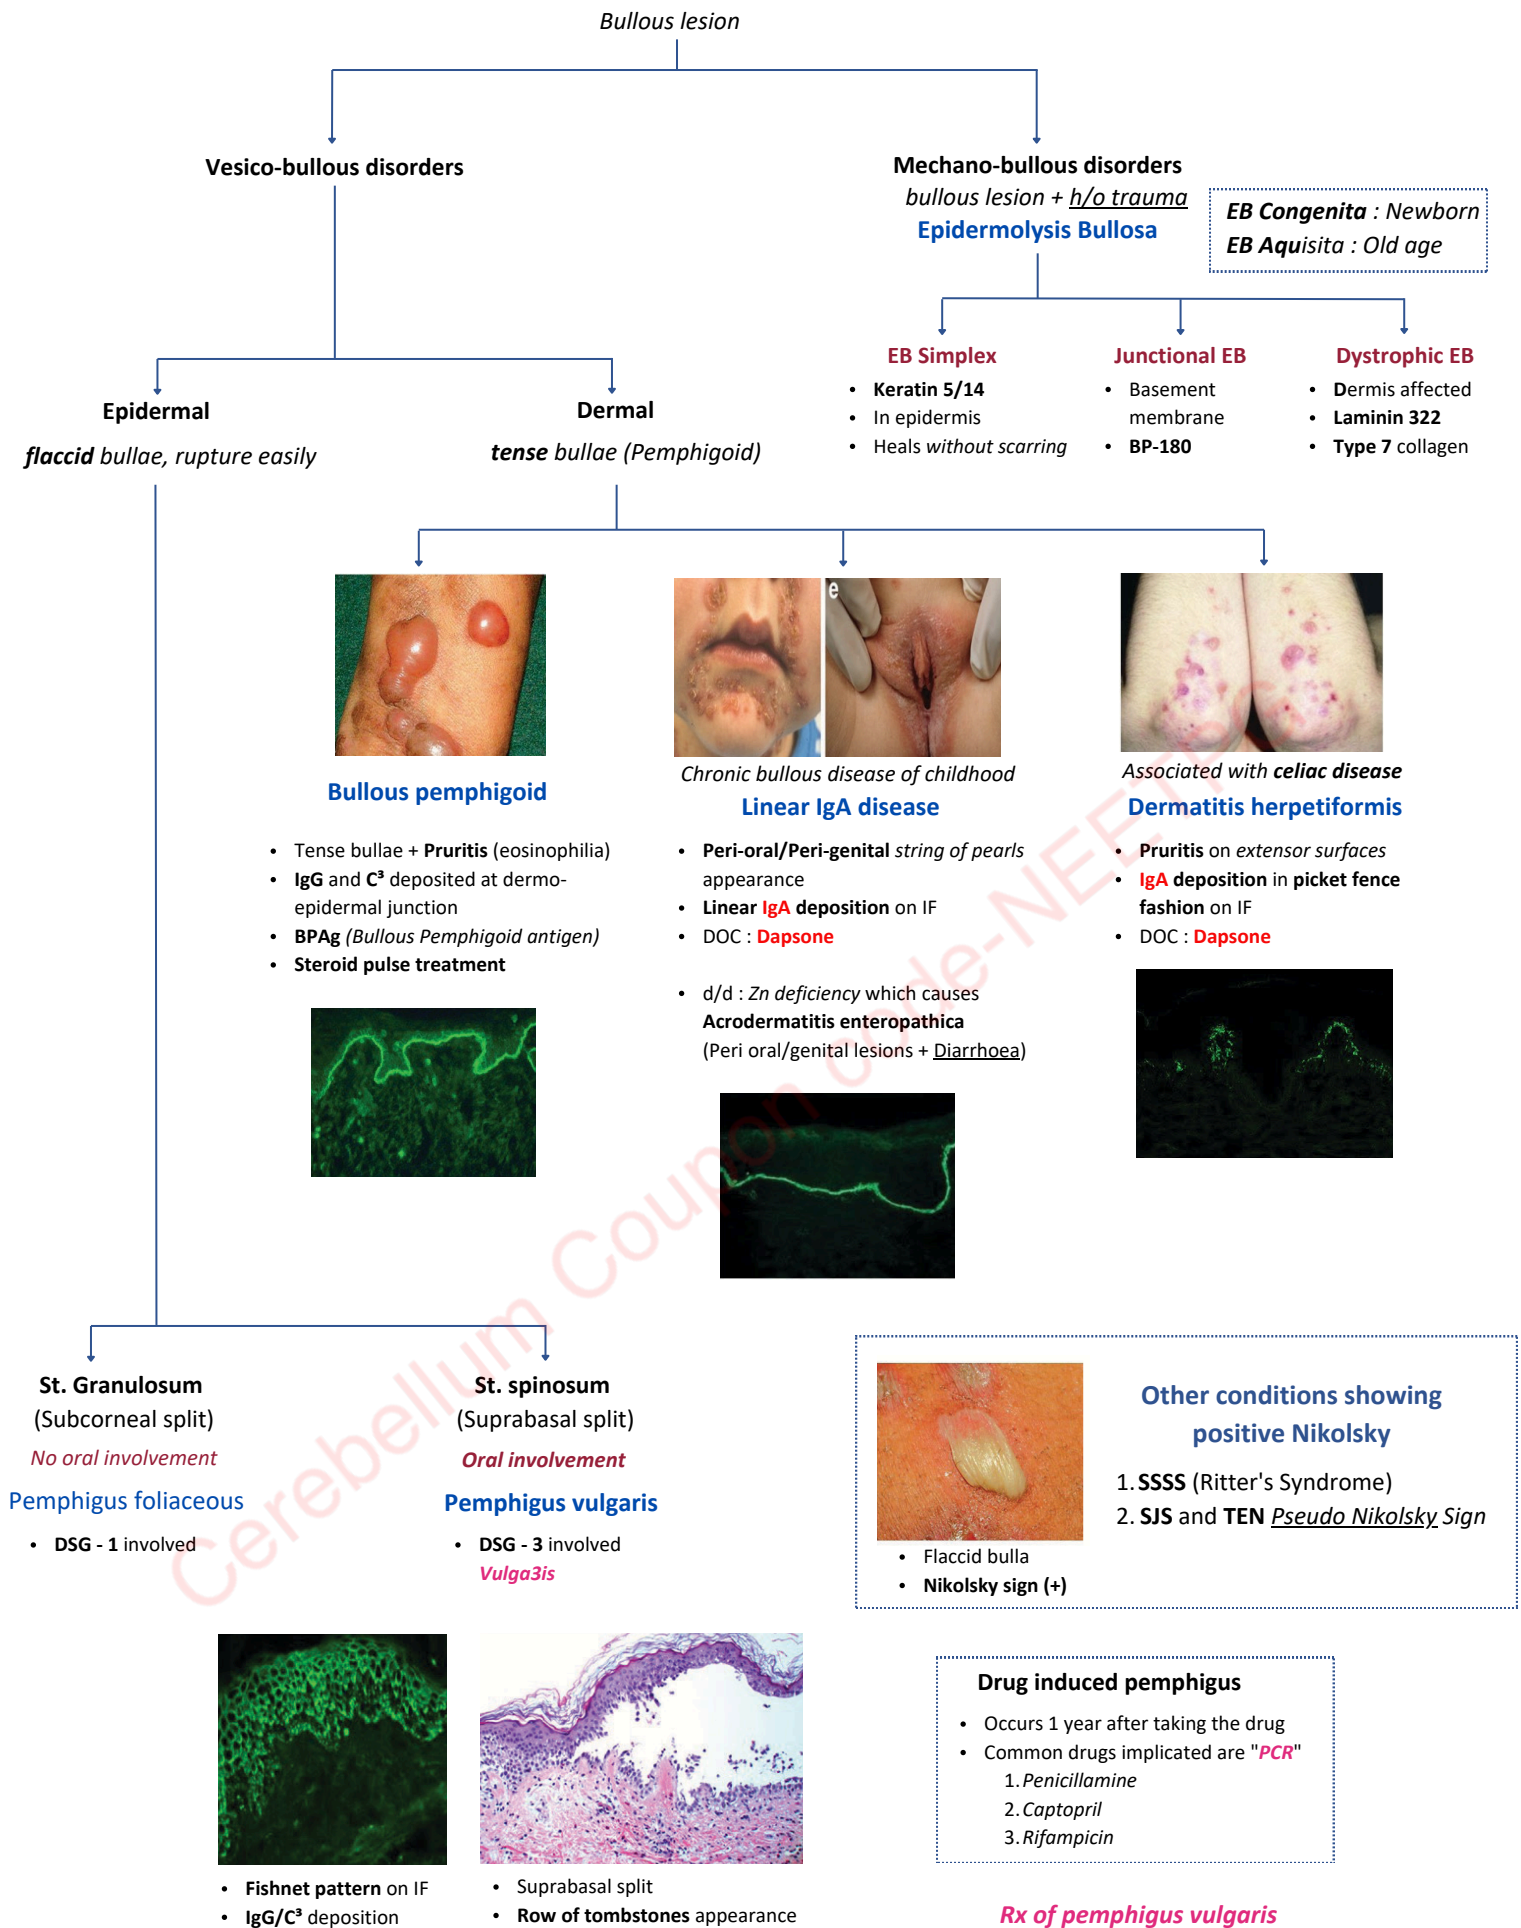 Bullous lesion
Vesico-bullous disorders
Mechano-bullous disorders
bullous lesion + h/o trauma
Epidermolysis Bullosa
EB Congenita : Newborn
EB Aquisita : Old age
EB Simplex
• Keratin 5/14
• In epidermis
• Heals without scarring
Junctional EB
• Basement
membrane
• BP-180
Dystrophic EB
• Dermis affected
• Laminin 322
• Type 7 collagen
Epidermal
flaccid bullae, rupture easily
Dermal
tense bullae (Pemphigoid)
e
Bullous pemphigoid
• Tense bullae + Pruritis (eosinophilia)
• IgG and C³ deposited at dermo-
epidermal junction
• BPAg (Bullous Pemphigoid antigen)
• Steroid pulse treatment
Chronic bullous disease of childhood
Linear IgA disease
• Peri-oral/Peri-genital string of pearls
appearance
• Linear IgA deposition on IF
• DOC : Dapsone
• d/d : Zn deficiency which causes
Acrodermatitis enteropathica
(Peri oral/genital lesions + Diarrhoea)
Associated with celiac disease
Dermatitis herpetiformis
• Pruritis on extensor surfaces
• IgA deposition in picket fence
fashion on IF
• DOC : Dapsone
Cerebellum Coupon code-NEETP
St. Granulosum
(Subcorneal split)
No oral involvement
Pemphigus foliaceous
• DSG - 1 involved
St. spinosum
(Suprabasal split)
Oral involvement
Pemphigus vulgaris
• DSG - 3 involved
Vulga3is
• Flaccid bulla
• Nikolsky sign (+)
Other conditions showing
positive Nikolsky
1. SSSS (Ritter's Syndrome)
2. SJS and TEN Pseudo Nikolsky Sign
• Fishnet pattern on IF
• IgG/C³ deposition
• Suprabasal split
• Row of tombstones appearance
Drug induced pemphigus
• Occurs 1 year after taking the drug
• Common drugs implicated are "PCR"
1. Penicillamine
2. Captopril
3. Rifampicin
Rx of pemphigus vulgaris